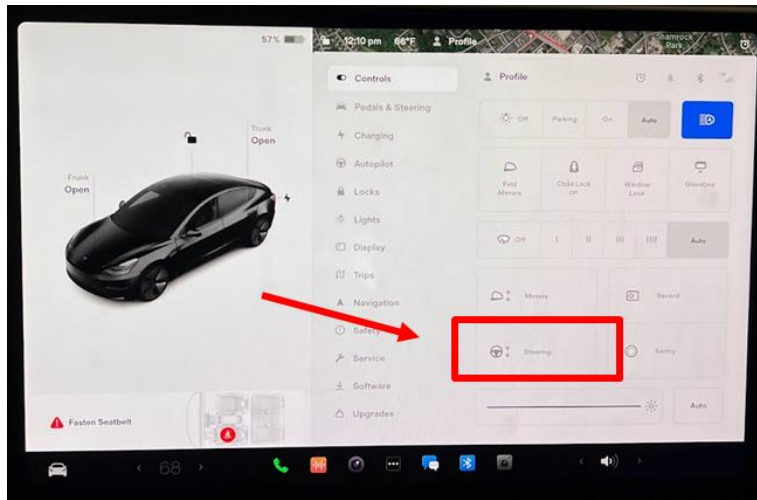 57%
12:10 pm 66°F Profile
Shamrock
Park
Controls
Pedals & Steering
Charging
Autopilot
Locks
Lights
Display
Trips
Navigation
Safety
Service
Software
Upgrades
Trunk
Open
Frunk
Open
Fasten Seatbelt
Profile
Off Parking On Auto
Fold
Mirrors
Child Lock
Off
Window
Lock
Glovebox
Off I II III IIII Auto
Mirrors
Steering
Sentry
Auto
68